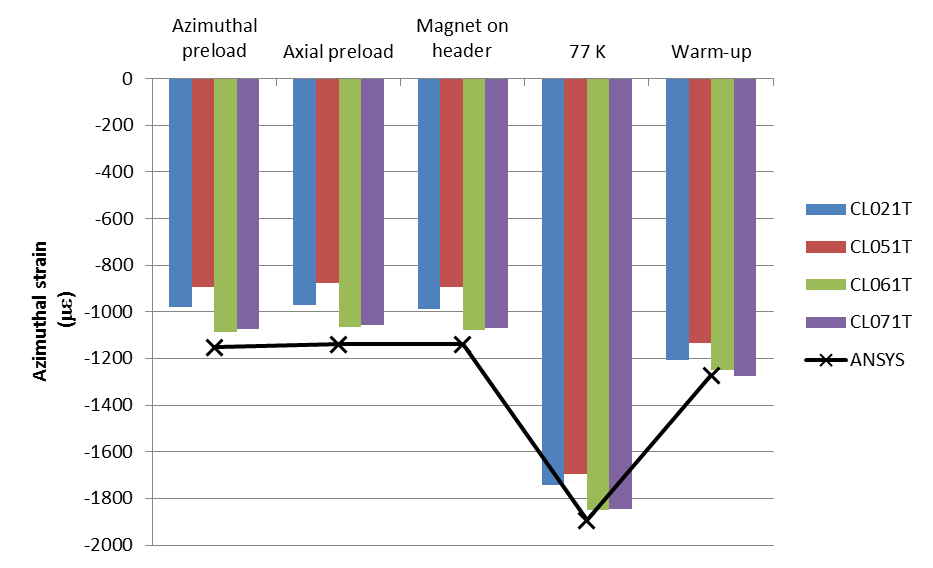 Azimuthal
preload
Axial preload
Magnet on
header
77 K
Warm-up
0
-200
-400
-600
-800
-1000
-1200
-1400
-1600
-1800
-2000
Azimuthal strain
(με)
CL021T
CL051T
CL061T
CL071T
ANSYS